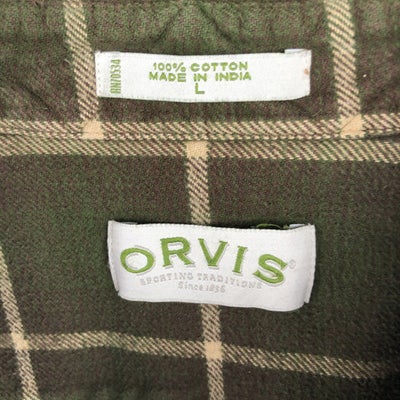 100% COTTON
MADE IN INDIA
L
RN70534
ORVIS®
SPORTING TRADITIONS
Since 1856